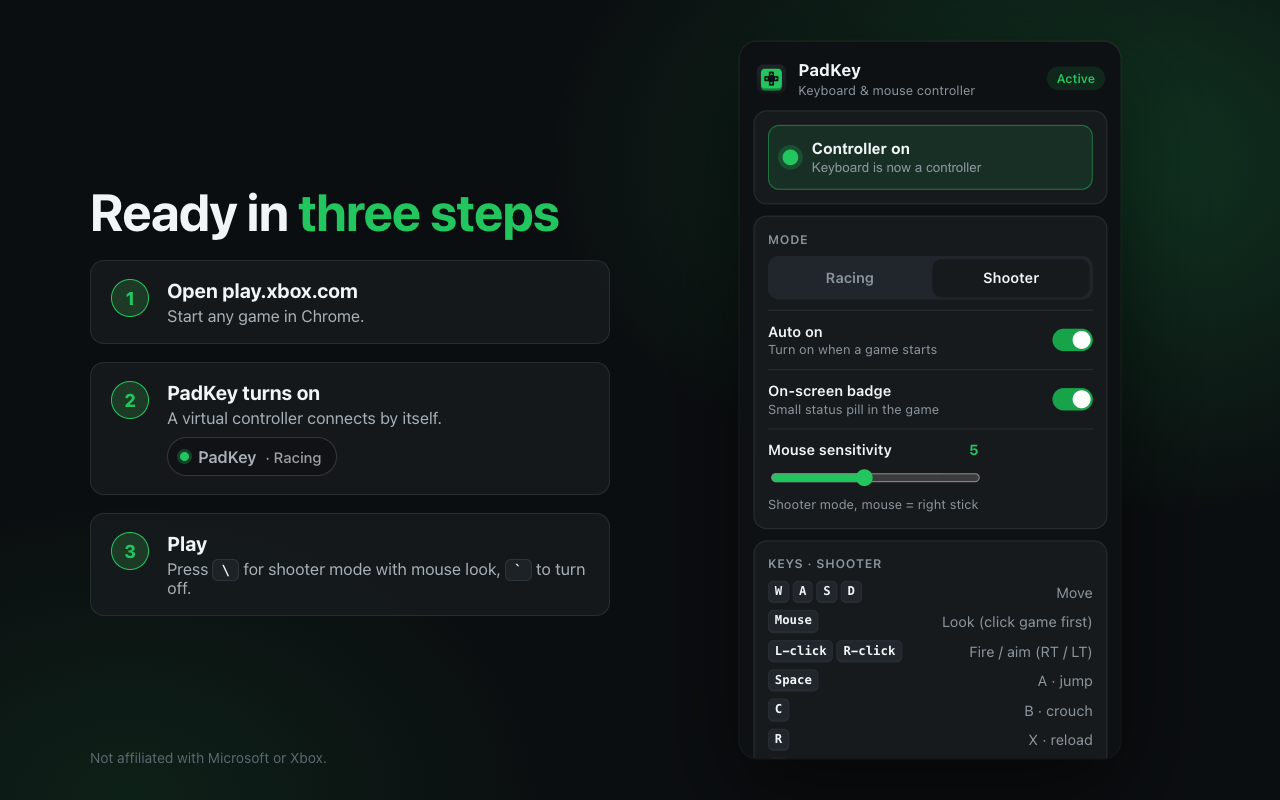 Ready in three steps
1
Open play.xbox.com
Start any game in Chrome.
2
PadKey turns on
A virtual controller connects by itself.
PadKey · Racing
3
Play
Press \ for shooter mode with mouse look, ` to turn
off.
Not affiliated with Microsoft or Xbox.
PadKey
Keyboard & mouse controller
Active
Controller on
Keyboard is now a controller
MODE
Racing Shooter
Auto on
Turn on when a game starts
On-screen badge
Small status pill in the game
Mouse sensitivity 5
Shooter mode, mouse = right stick
KEYS · SHOOTER
W A S D Move
Mouse Look (click game first)
L–click R–click Fire / aim (RT / LT)
Space A · jump
C B · crouch
R X · reload